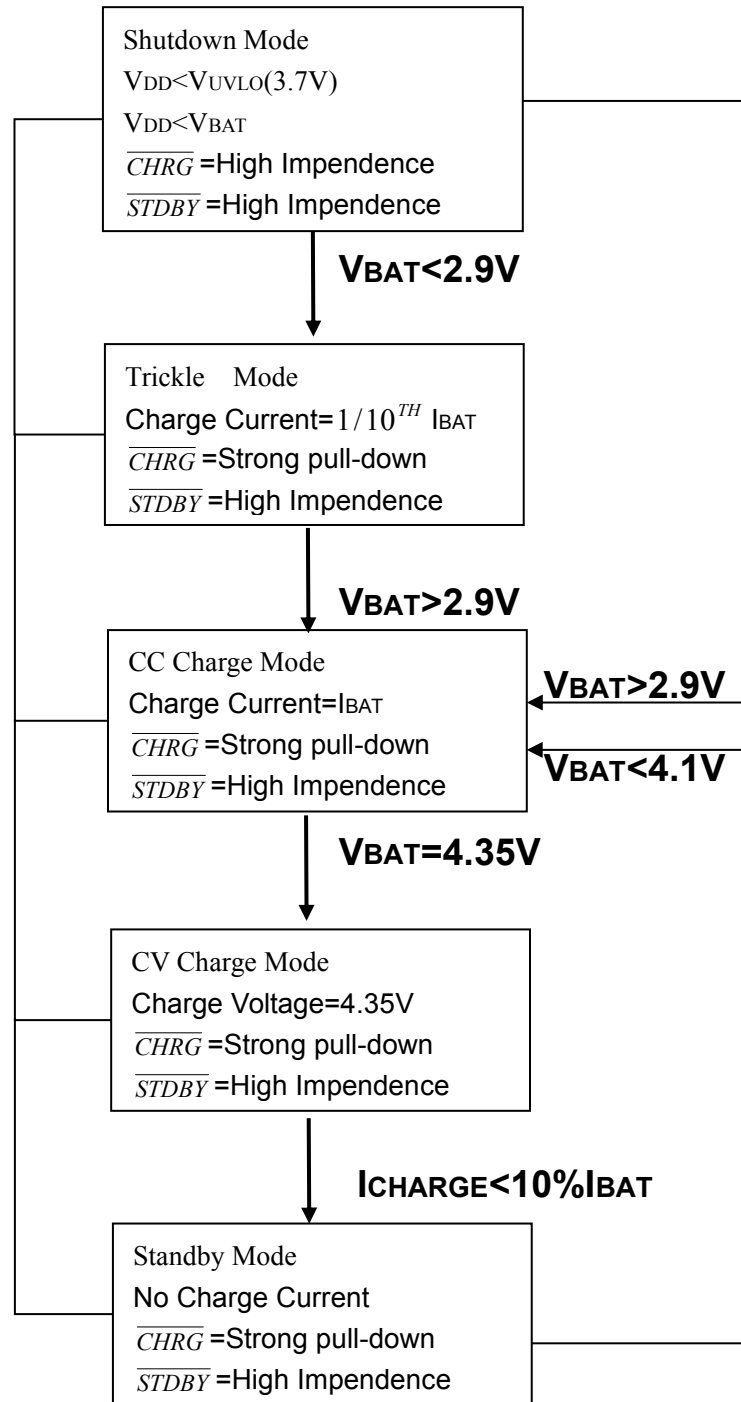 Shutdown Mode
VDD<VUVLO(3.7V)
VDD<VBAT
CHRG =High Impendence
STDBY =High Impendence
VBAT<2.9V
Trickle Mode
Charge Current=1/10TH IBAT
CHRG =Strong pull-down
STDBY =High Impendence
VBAT>2.9V
CC Charge Mode
Charge Current=IBAT
CHRG =Strong pull-down
STDBY =High Impendence
VBAT>2.9V
VBAT<4.1V
VBAT=4.35V
CV Charge Mode
Charge Voltage=4.35V
CHRG =Strong pull-down
STDBY =High Impendence
ICHARGE<10%IBAT
Standby Mode
No Charge Current
CHRG =Strong pull-down
STDBY =High Impendence